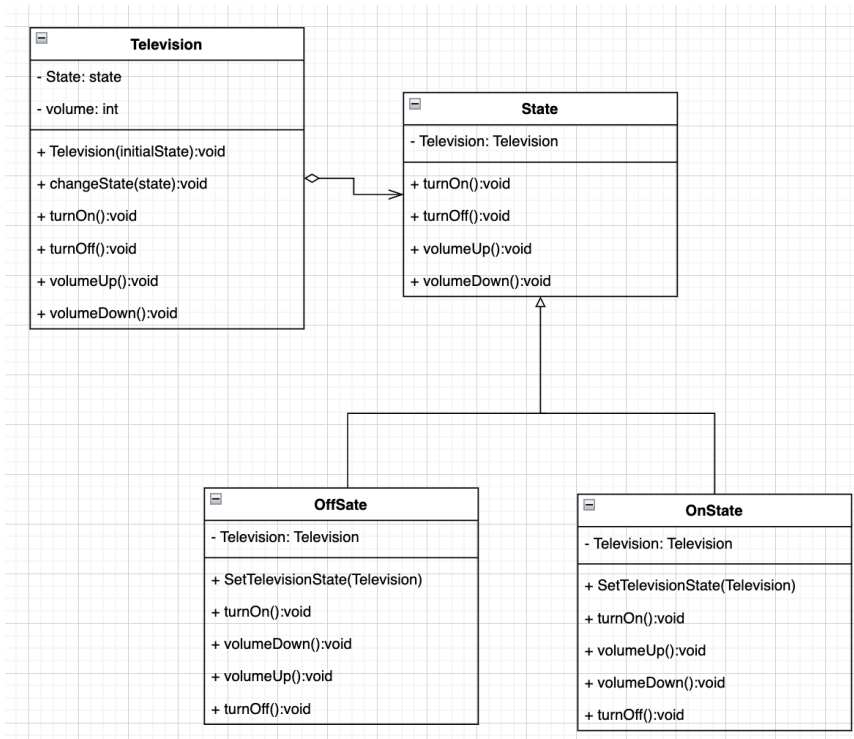 Television
- State: state
- volume: int
+ Television(initialState):void
+ changeState(state):void
+ turnOn():void
+ turnOff():void
+ volumeUp():void
+ volumeDown():void
State
- Television: Television
+ turnOn():void
+ turnOff():void
+ volumeUp():void
+ volumeDown():void
OffSate
- Television: Television
+ SetTelevisionState(Television)
+ turnOn():void
+ volumeDown():void
+ volumeUp():void
+ turnOff():void
OnState
- Television: Television
+ SetTelevisionState(Television)
+ turnOn():void
+ volumeUp():void
+ volumeDown():void
+ turnOff():void